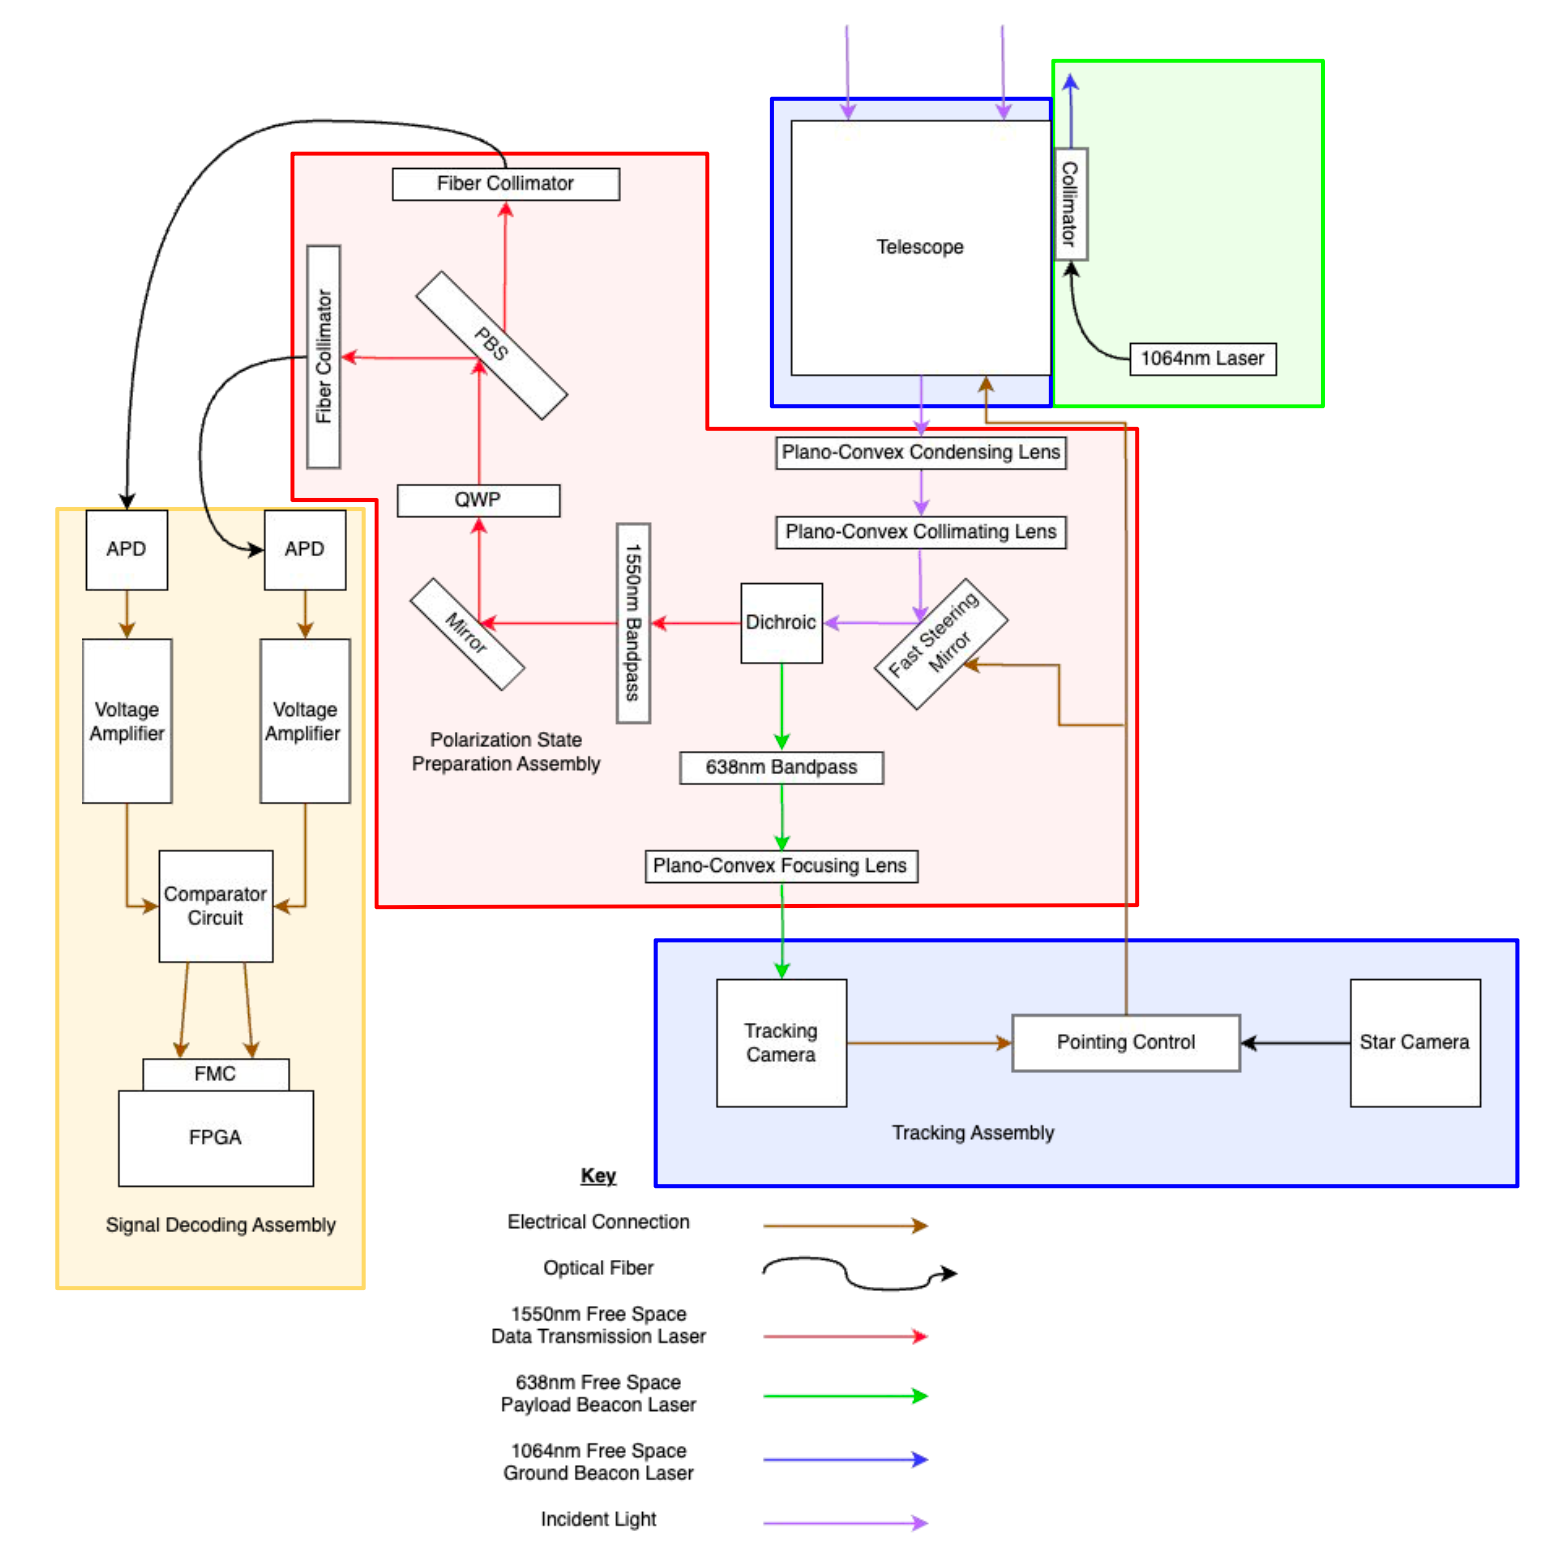 Fiber Collimator
Telescope
Collimator
1064nm Laser
Fiber Collimator
PBS
Plano-Convex Condensing Lens
QWP
Plano-Convex Collimating Lens
APD
APD
1550nm Bandpass
Mirror
Dichroic
Fast Steering
Mirror
Voltage
Amplifier
Voltage
Amplifier
Polarization State
Preparation Assembly
638nm Bandpass
Plano-Convex Focusing Lens
Comparator
Circuit
Tracking
Camera
Pointing Control
Star Camera
FMC
FPGA
Tracking Assembly
Signal Decoding Assembly
Key
Electrical Connection
Optical Fiber
1550nm Free Space
Data Transmission Laser
638nm Free Space
Payload Beacon Laser
1064nm Free Space
Ground Beacon Laser
Incident Light